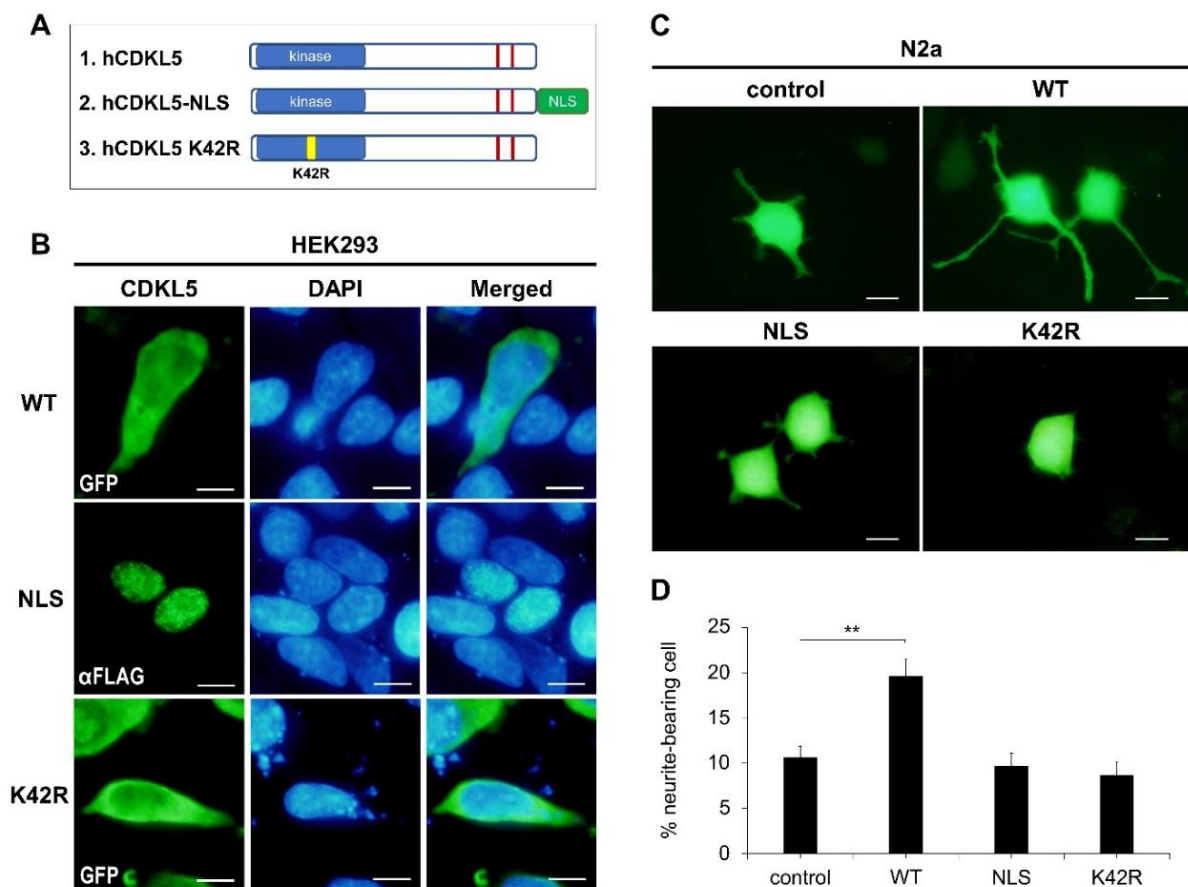 A
1. hCDKL5
kinase
2. hCDKL5-NLS
kinase
NLS
3. hCDKL5 K42R
K42R
B
HEK293
CDKL5 DAPI Merged
WT
GFP
NLS
αFLAG
K42R
GFP
C
N2a
control WT
NLS K42R
D
% neurite-bearing cell
25
20
15
10
5
0
**
control WT NLS K42R